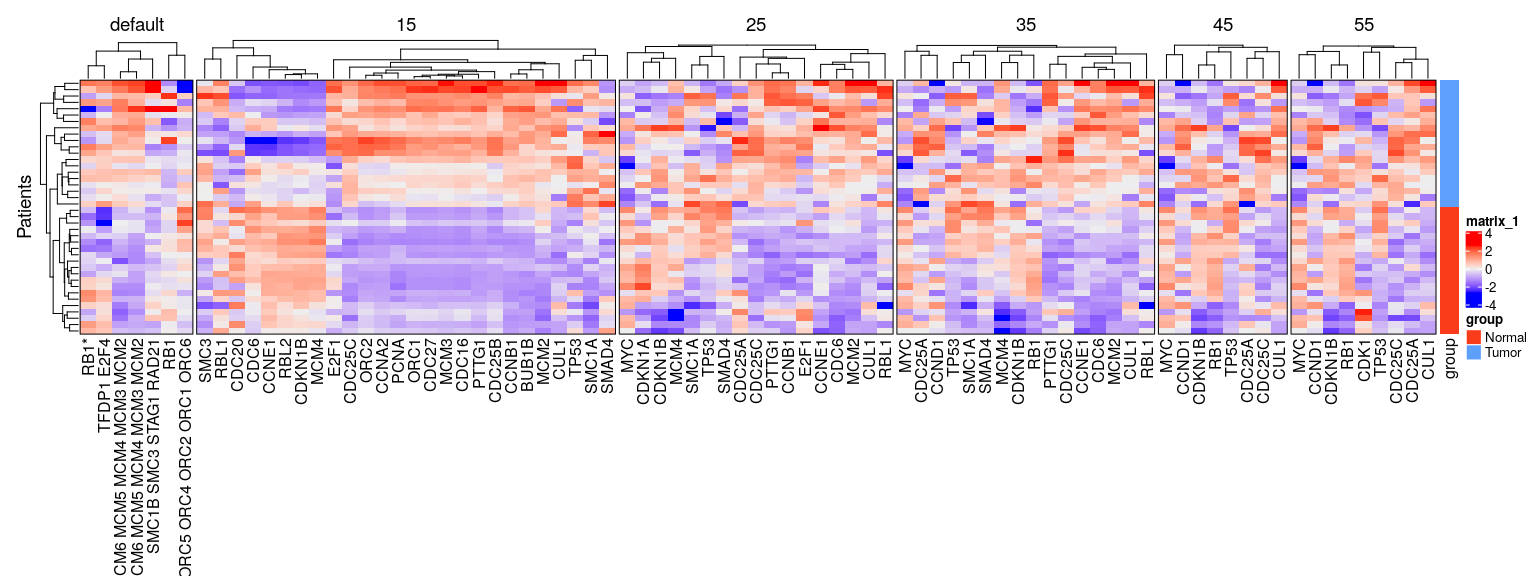 default
15
25
35
45
55
Patients
RB1*
TFDP1 E2F4
CM6 MCM5 MCM4 MCM3 MCM2
CM6 MCM5 MCM4 MCM3 MCM2
SMC1B SMC3 STAG1 RAD21
RB1
ORC5 ORC4 ORC2 ORC1 ORC6
SMC3
RBL1
CDC20
CDC6
CCNE1
RBL2
CDKN1B
MCM4
E2F1
CDC25C
ORC2
CCNA2
PCNA
ORC1
CDC27
MCM3
CDC16
PTTG1
CDC25B
CCNB1
BUB1B
MCM2
CUL1
TP53
SMC1A
SMAD4
MYC
CDKN1A
CDKN1B
MCM4
SMC1A
TP53
SMAD4
CDC25A
CDC25C
PTTG1
CCNB1
E2F1
CCNE1
CDC6
MCM2
CUL1
RBL1
MYC
CDC25A
CCND1
TP53
SMC1A
SMAD4
MCM4
CDKN1B
RB1
PTTG1
CDC25C
CCNE1
CDC6
MCM2
CUL1
RBL1
MYC
CCND1
CDKN1B
RB1
TP53
CDC25A
CDC25C
CUL1
MYC
CCND1
CDKN1B
RB1
CDK1
TP53
CDC25C
CDC25A
CUL1
group
matrix_1
4
2
0
-2
-4
group
Normal
Tumor